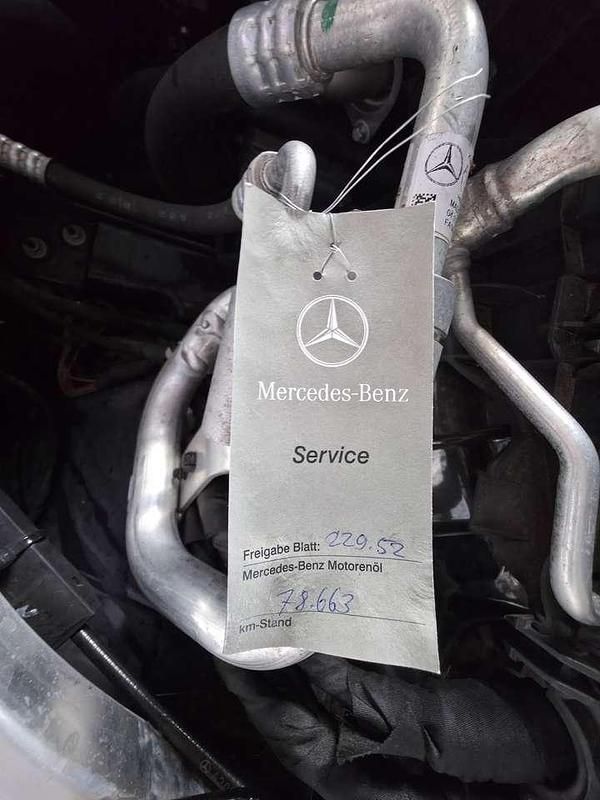 Mercedes-Benz
Service
Freigabe Blatt: 229.52
Mercedes-Benz Motorenöl
78.663
km-Stand